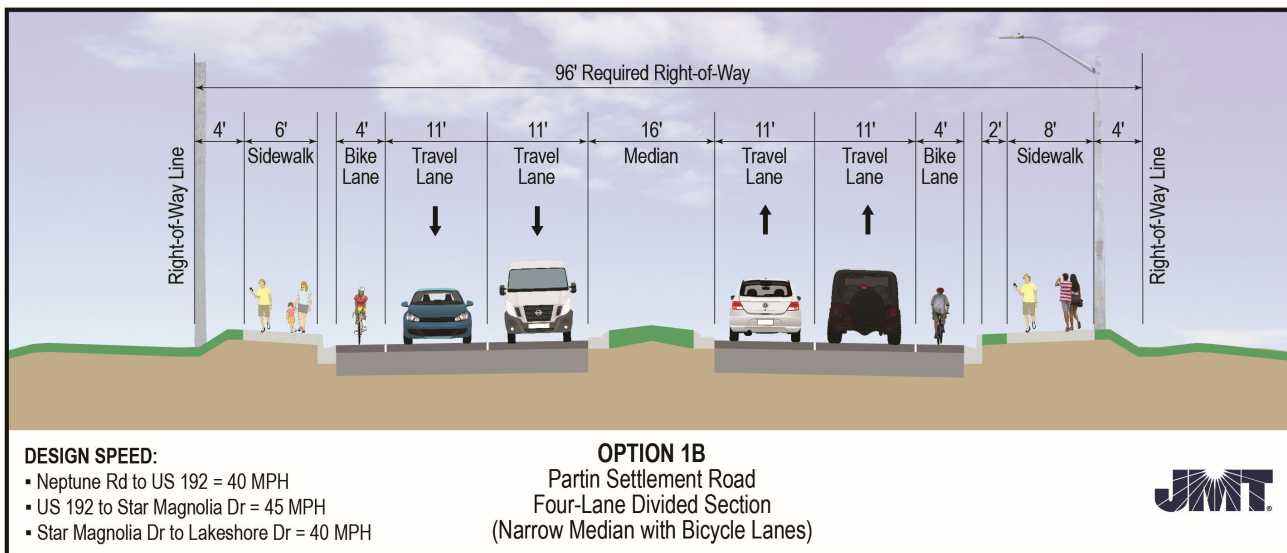 96' Required Right-of-Way
4' 6' 4' 11' 11' 16' 11' 11' 4' 2' 8' 4'
Sidewalk
Bike
Lane
Travel
Lane
Travel
Lane
Median
Travel
Lane
Travel
Lane
Bike
Lane
Sidewalk
Right-of-Way Line
Right-of-Way Line
DESIGN SPEED:
▪ Neptune Rd to US 192 = 40 MPH
▪ US 192 to Star Magnolia Dr = 45 MPH
▪ Star Magnolia Dr to Lakeshore Dr = 40 MPH
OPTION 1B
Partin Settlement Road
Four-Lane Divided Section
(Narrow Median with Bicycle Lanes)
JMT®